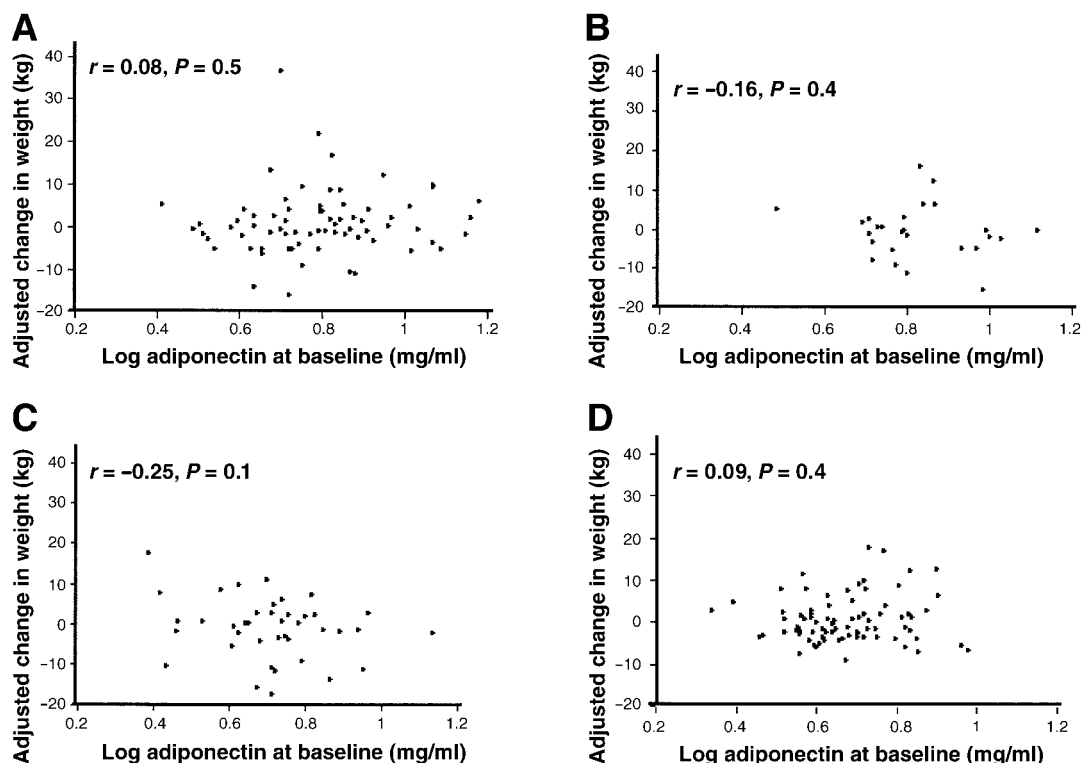 A
Adjusted change in weight (kg)
r = 0.08, P = 0.5
40
30
20
10
0
−10
−20
0.2 0.4 0.6 0.8 1 1.2
Log adiponectin at baseline (mg/ml)
B
Adjusted change in weight (kg)
r = −0.16, P = 0.4
40
30
20
10
0
−10
−20
0.2 0.4 0.6 0.8 1 1.2
Log adiponectin at baseline (mg/ml)
C
Adjusted change in weight (kg)
r = −0.25, P = 0.1
40
30
20
10
0
−10
−20
0.2 0.4 0.6 0.8 1 1.2
Log adiponectin at baseline (mg/ml)
D
Adjusted change in weight (kg)
r = 0.09, P = 0.4
40
30
20
10
0
−10
−20
0.2 0.4 0.6 0.8 1 1.2
Log adiponectin at baseline (mg/ml)